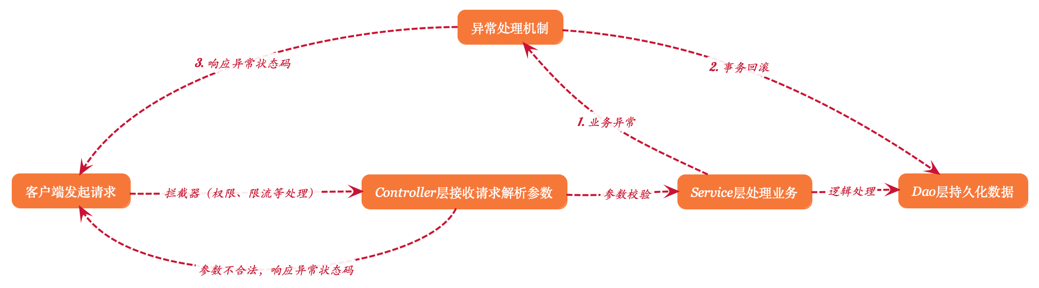 异常处理机制
3. 响应异常状态码
2. 事务回滚
1. 业务异常
客户端发起请求
拦截器（权限、限流等处理）
Controller层接收请求解析参数
参数校验
Service层处理业务
逻辑处理
Dao层持久化数据
参数不合法，响应异常状态码